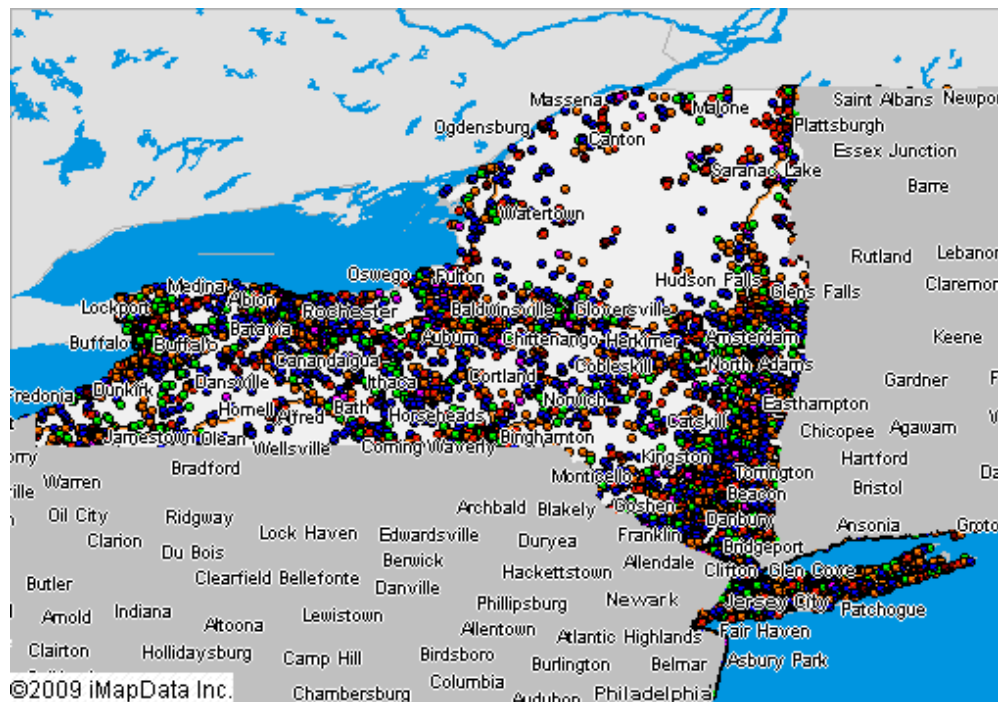 Massena
Malone
Saint Albans
Newpor
Ogdensburg
Canton
Plattsburgh
Essex Junction
Saranac Lake
Barre
Watertown
Rutland
Lebanon
Oswego
Fulton
Hudson Falls
Glens Falls
Claremon
Medina
Albion
Lockport
Rochester
Baldwinsville
Gloversville
Batavia
Buffalo
Buffalo
Auburn
Chittenango
Herkimer
Amsterdam
Keene
Canandaigua
Cobleskill
North Adams
Dunkirk
Dansville
Ithaca
Cortland
Gardner
Fredonia
Hornell
Alfred
Bath
Horseheads
Norwich
Catskill
Easthampton
Chicopee
Agawam
Jamestown
Olean
Wellsville
Corning
Waverly
Binghamton
Kingston
Hartford
orry
Warren
Bradford
Monticello
Torrington
Bristol
ville
Oil City
Ridgway
Archbald
Blakely
Goshen
Beacon
Danbury
Ansonia
Groto
Clarion
Du Bois
Lock Haven
Edwardsville
Duryea
Franklin
Bridgeport
Berwick
Allendale
Butler
Clearfield
Bellefonte
Danville
Hackettstown
Clifton
Glen Cove
Arnold
Indiana
Altoona
Lewistown
Phillipsburg
Newark
Jersey City
Patchogue
Allentown
Atlantic Highlands
Fair Haven
Clairton
Hollidaysburg
Camp Hill
Birdsboro
Burlington
Belmar
Asbury Park
©2009 iMapData Inc.
Chambersburg
Columbia
Audubon
Philadelphia